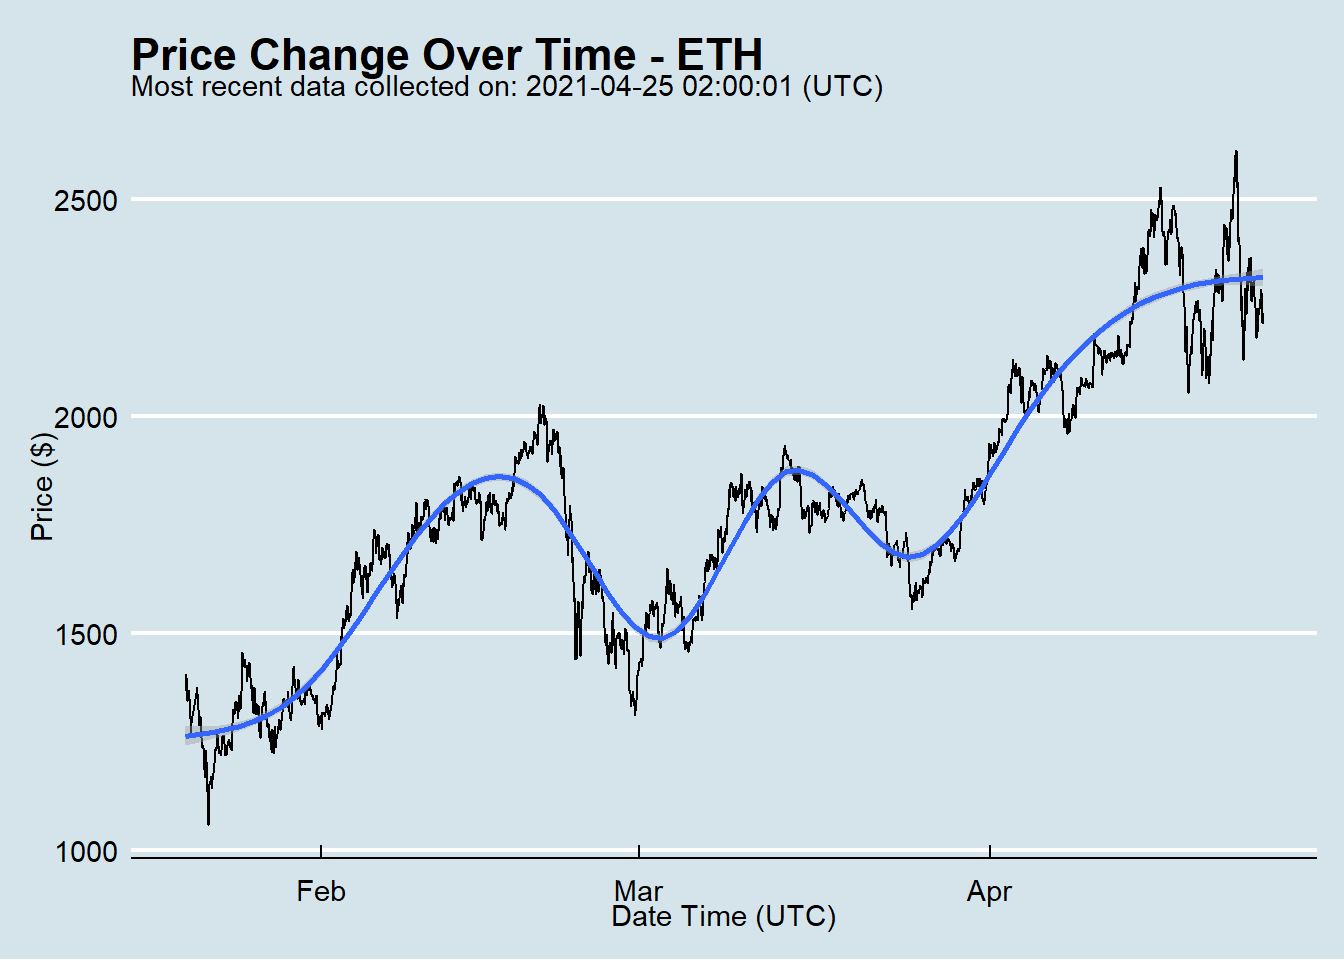 Price Change Over Time - ETH
Most recent data collected on: 2021-04-25 02:00:01 (UTC)
2500
2000
1500
1000
Price ($)
Feb
Mar
Apr
Date Time (UTC)